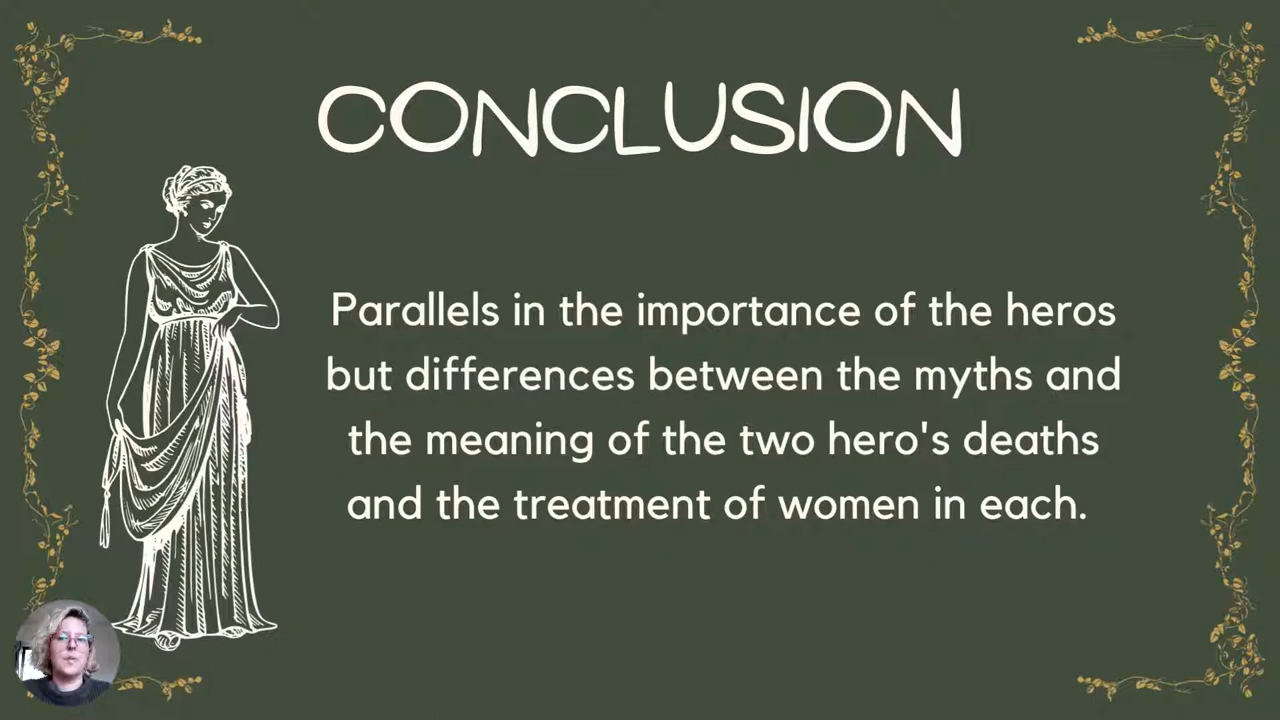 CONCLUSION
Parallels in the importance of the heros
but differences between the myths and
the meaning of the two hero's deaths
and the treatment of women in each.